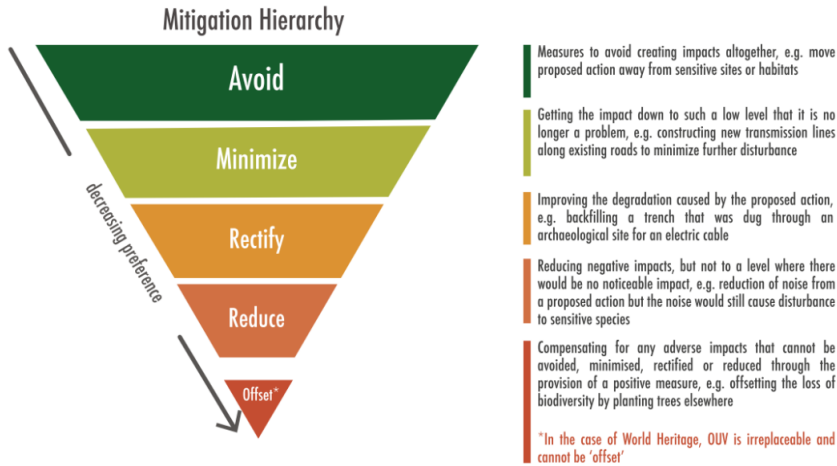 Mitigation Hierarchy
Avoid
Minimize
Rectify
Reduce
Offset*
decreasing preference
Measures to avoid creating impacts altogether, e.g. move
proposed action away from sensitive sites or habitats
Getting the impact down to such a low level that it is no
longer a problem, e.g. constructing new transmission lines
along existing roads to minimize further disturbance
Improving the degradation caused by the proposed action,
e.g. backfilling a trench that was dug through an
archaeological site for an electric cable
Reducing negative impacts, but not to a level where there
would be no noticeable impact, e.g. reduction of noise from
a proposed action but the noise would still cause disturbance
to sensitive species
Compensating for any adverse impacts that cannot be
avoided, minimised, rectified or reduced through the
provision of a positive measure, e.g. offsetting the loss of
biodiversity by planting trees elsewhere
*In the case of World Heritage, OUV is irreplaceable and
cannot be 'offset'